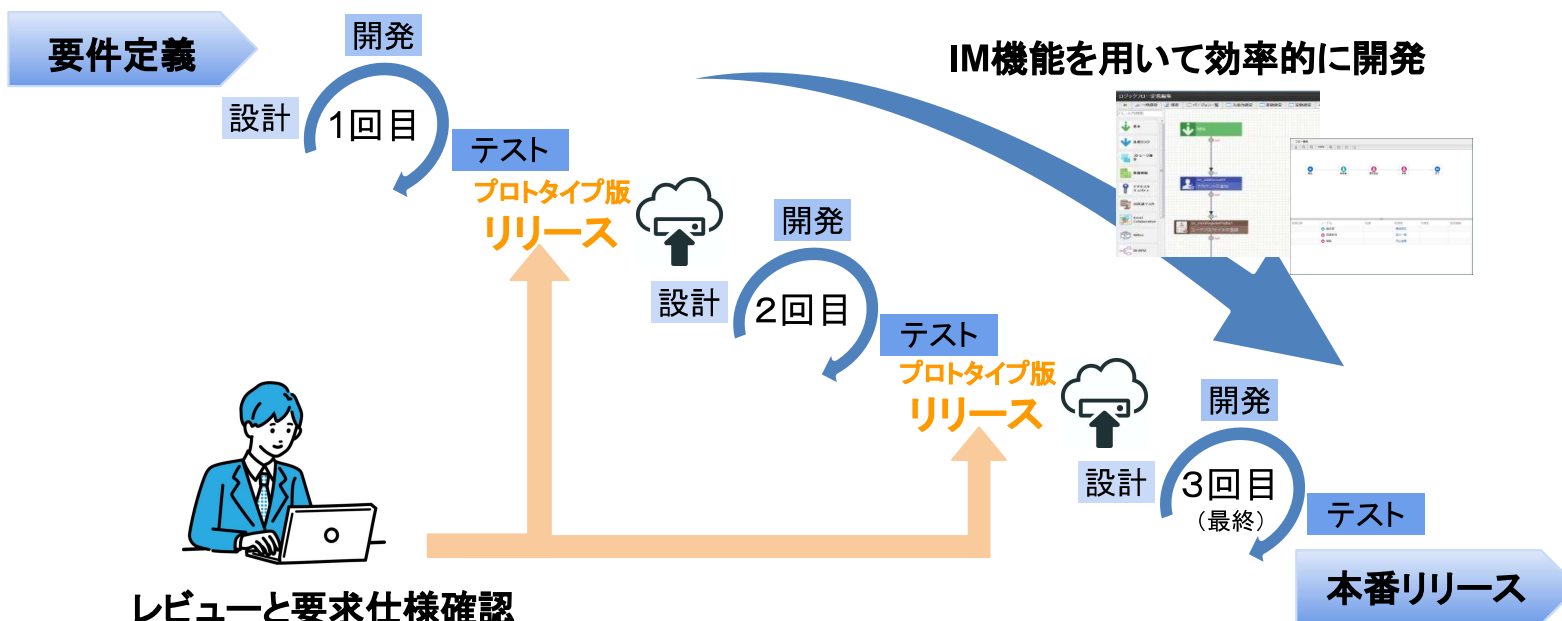 要件定義
開発
設計
1回目
テスト
プロトタイプ版
リリース
IM機能を用いて効率的に開発
開発
設計
2回目
テスト
プロトタイプ版
リリース
開発
設計
3回目
（最終）
テスト
本番リリース
レビューと要求仕様確認